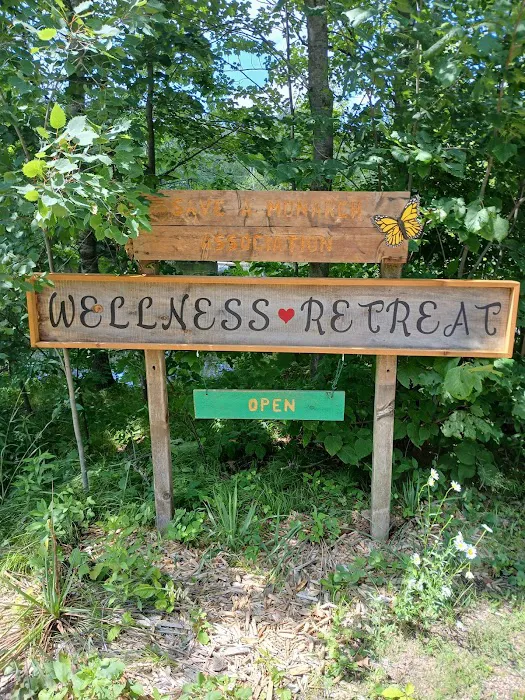 SAVE A MONARCH
ASSOCIATION
WELLNESS ♥ RETREAT
OPEN